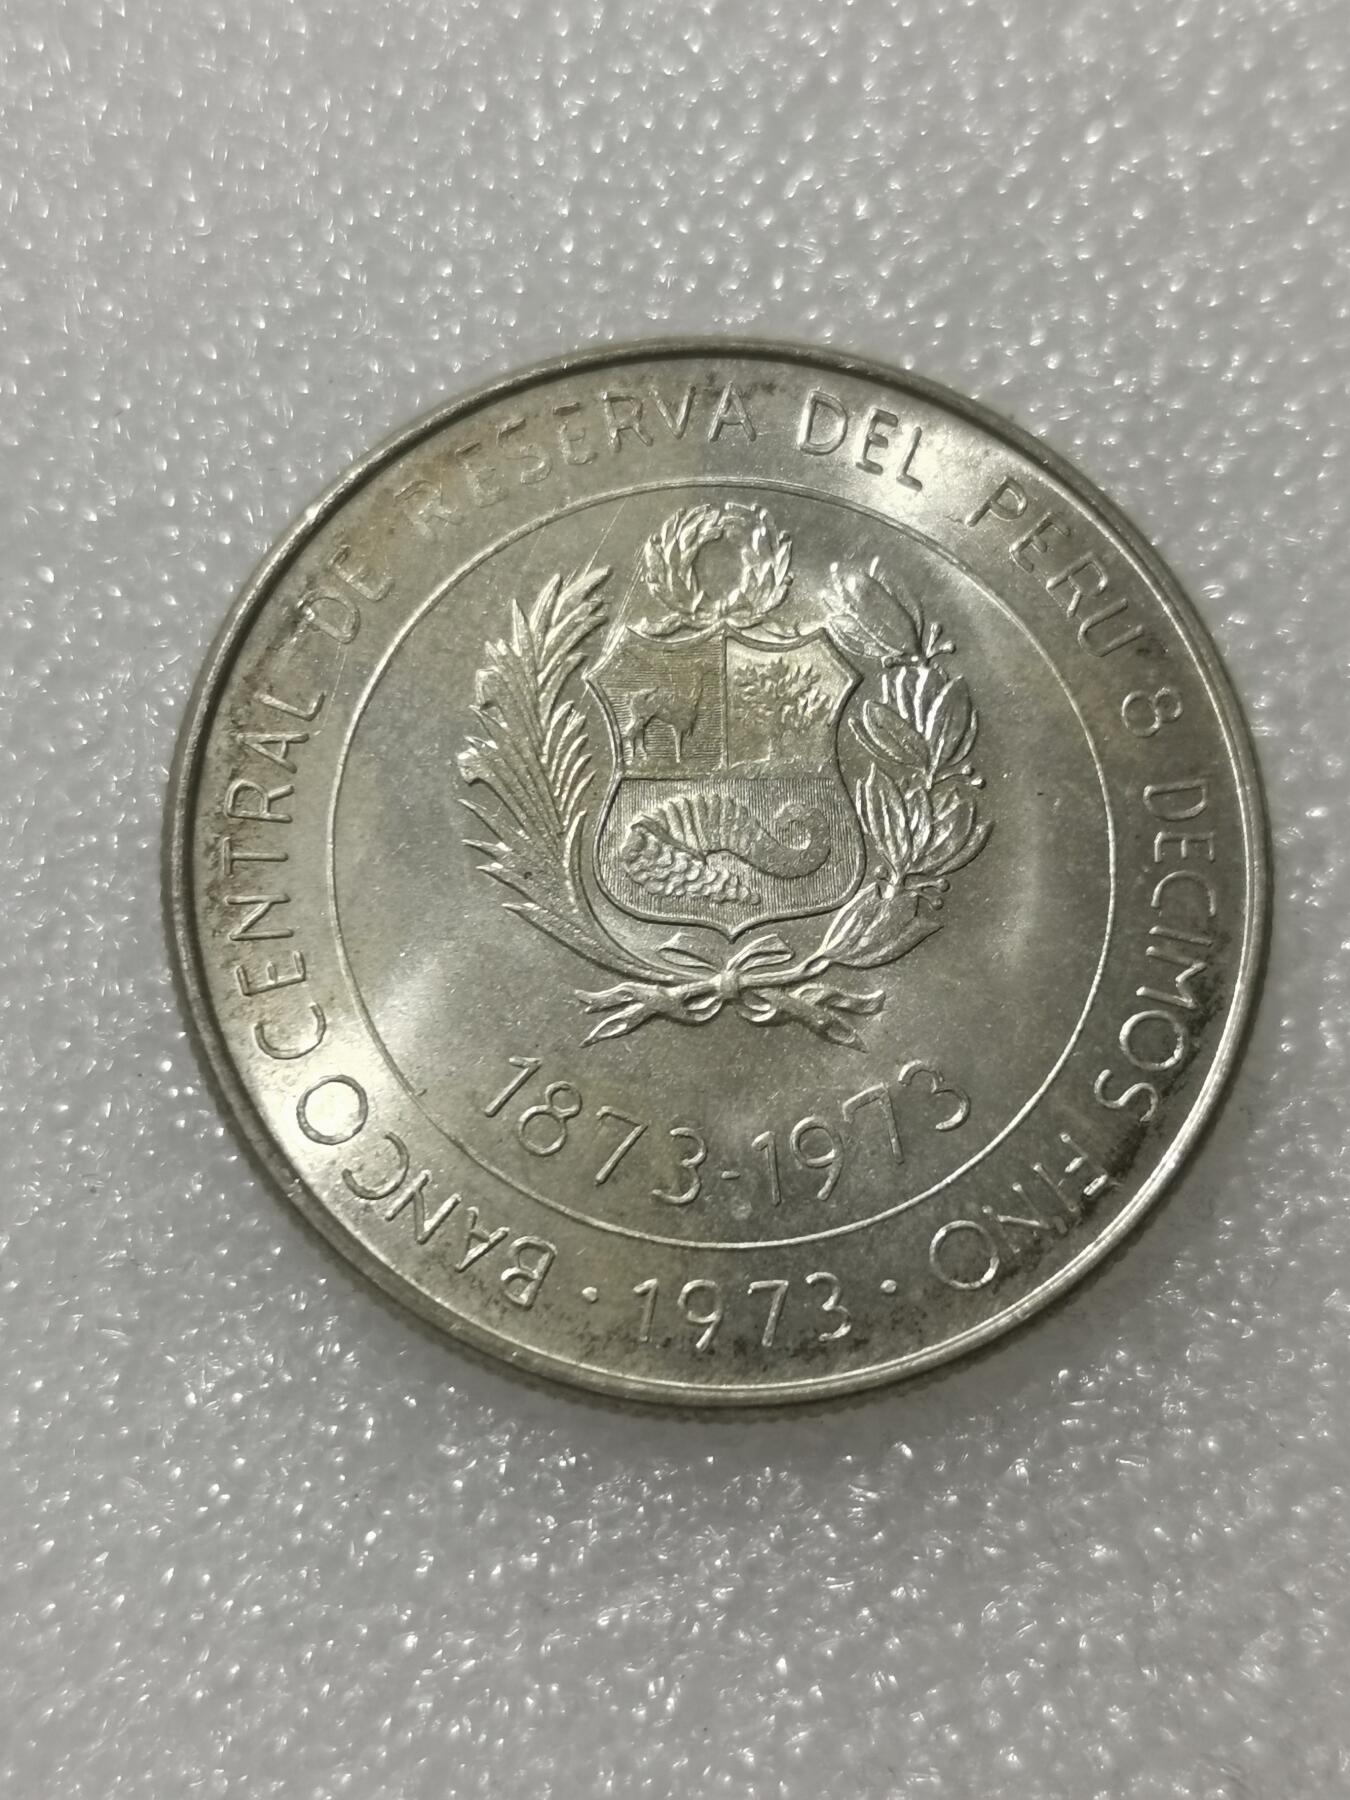 BANCO CENTRAL DE RESERVA DEL PERU 8 DECIMOS FINO
1873-1973
· 1973 ·